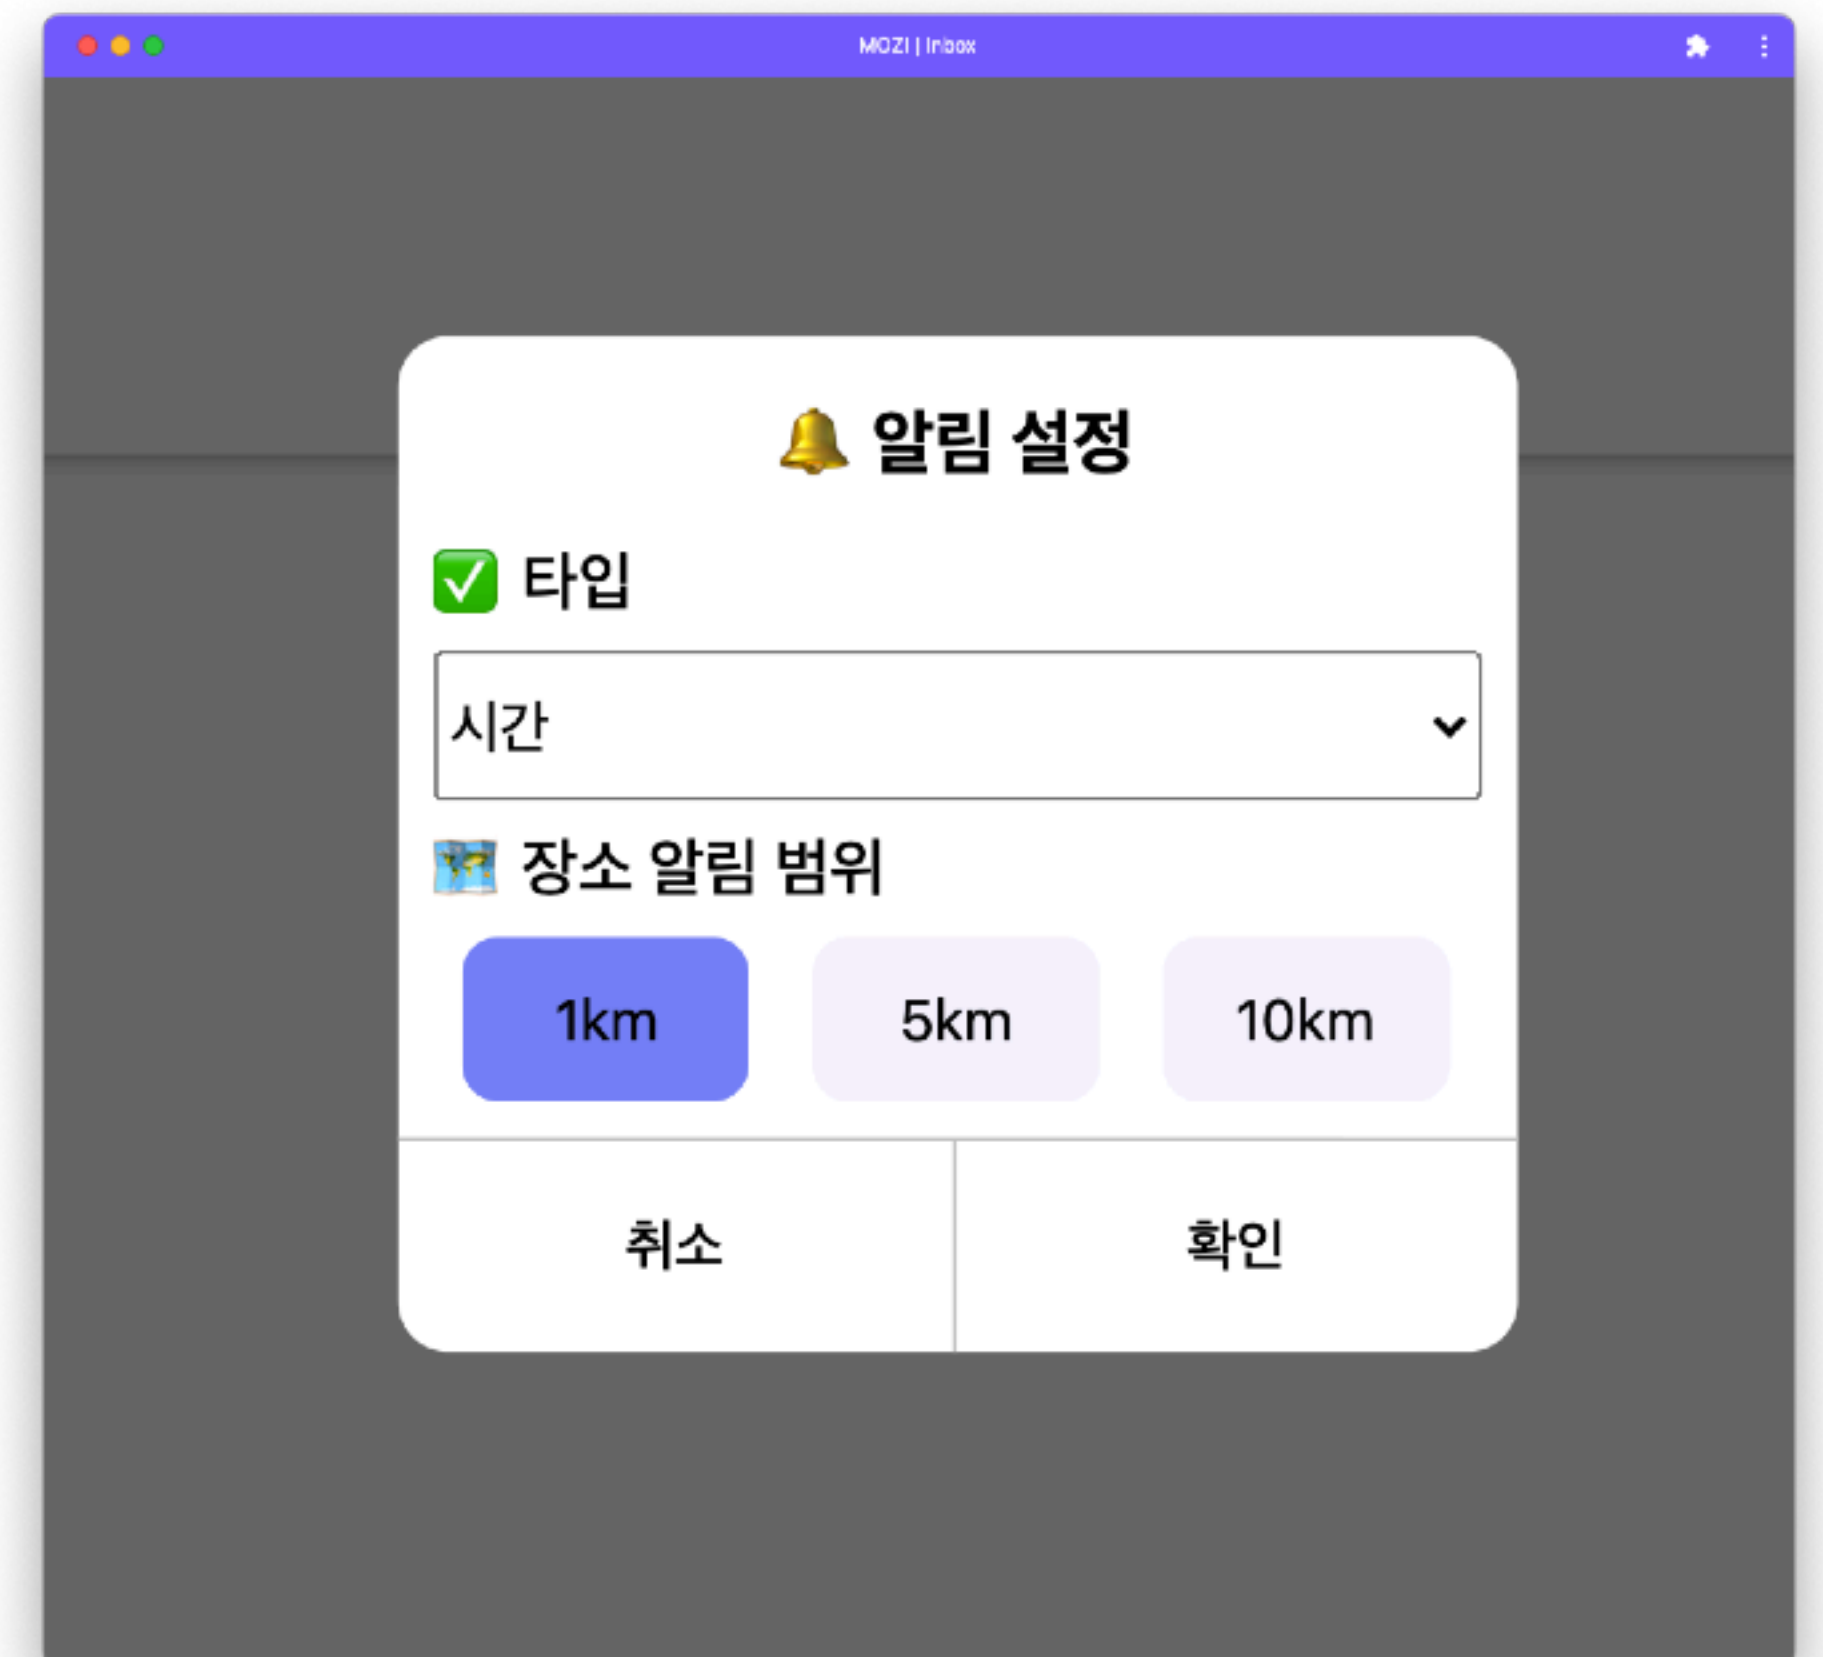 MOZI | Inbox
🔔 알림 설정
✅ 타입
시간
🗺️ 장소 알림 범위
1km 5km 10km
취소 확인